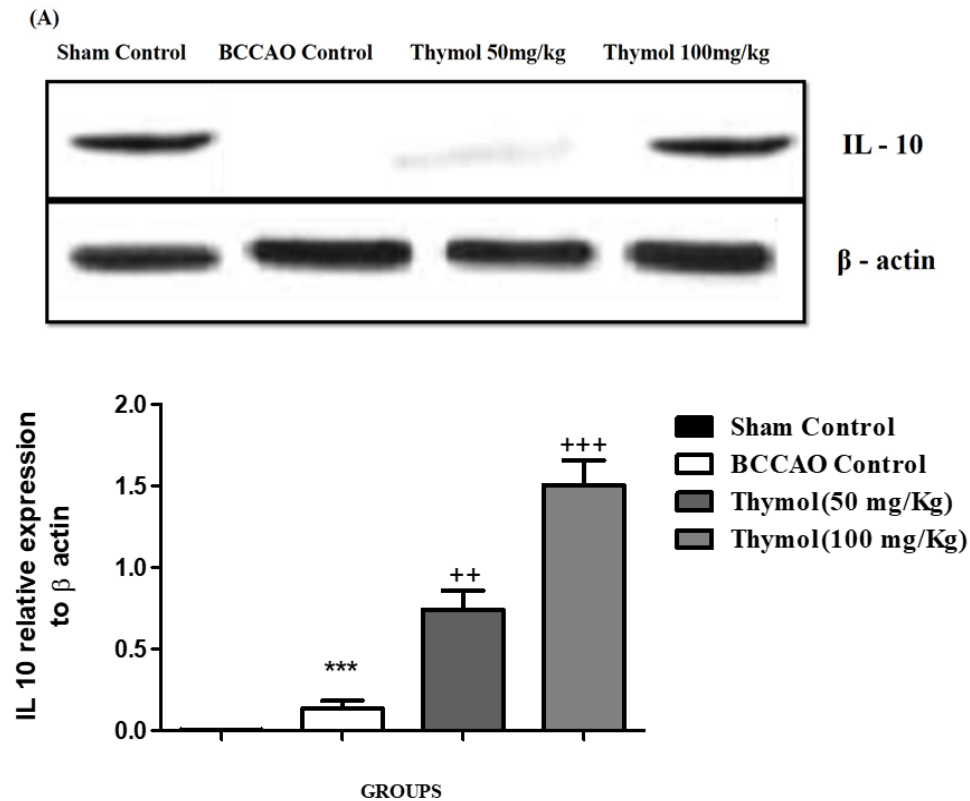 (A)
Sham Control BCCAO Control Thymol 50mg/kg Thymol 100mg/kg
IL - 10
β - actin
IL 10 relative expression
to β actin
2.0
1.5
1.0
0.5
0.0
***
++
+++
GROUPS
Sham Control
BCCAO Control
Thymol(50 mg/Kg)
Thymol(100 mg/Kg)